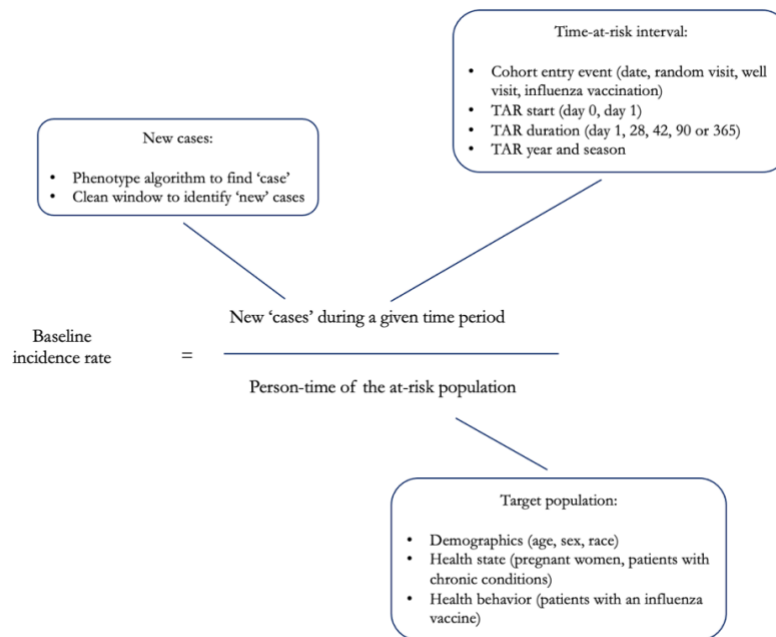 Time-at-risk interval:
• Cohort entry event (date, random visit, well
visit, influenza vaccination)
• TAR start (day 0, day 1)
• TAR duration (day 1, 28, 42, 90 or 365)
• TAR year and season
New cases:
• Phenotype algorithm to find ‘case’
• Clean window to identify ‘new’ cases
Baseline
incidence rate
=
New ‘cases’ during a given time period
Person-time of the at-risk population
Target population:
• Demographics (age, sex, race)
• Health state (pregnant women, patients with
chronic conditions)
• Health behavior (patients with an influenza
vaccine)